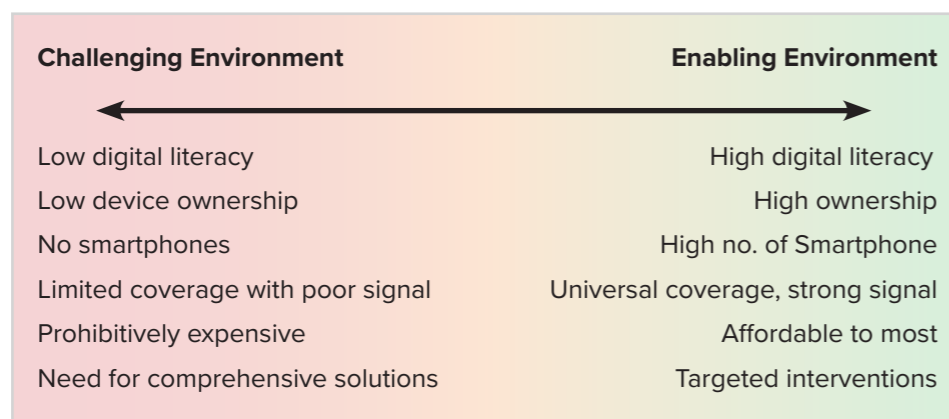 Challenging Environment Enabling Environment
Low digital literacy High digital literacy
Low device ownership High ownership
No smartphones High no. of Smartphone
Limited coverage with poor signal Universal coverage, strong signal
Prohibitively expensive Affordable to most
Need for comprehensive solutions Targeted interventions